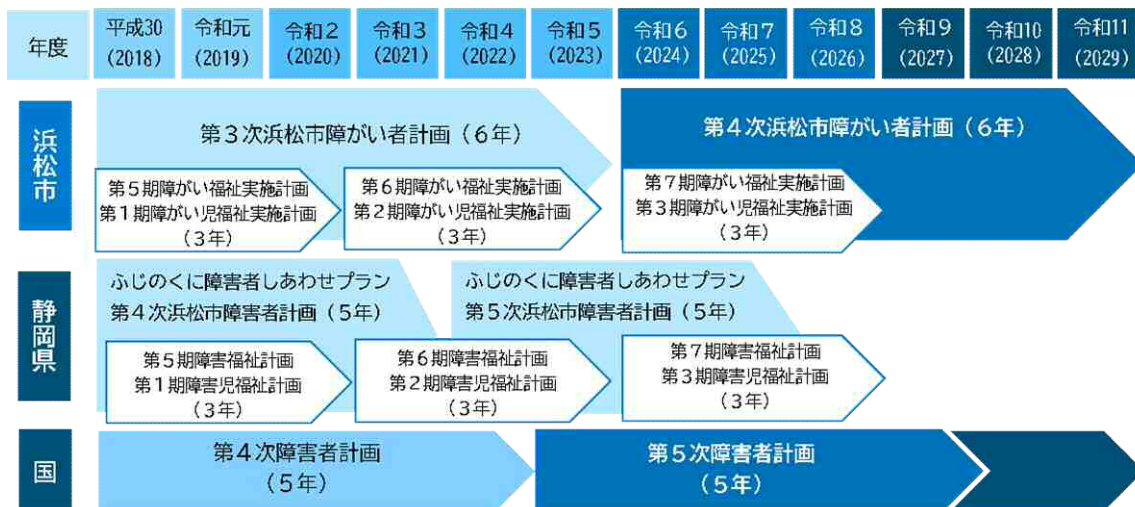 年度
平成30
(2018)
令和元
(2019)
令和2
(2020)
令和3
(2021)
令和4
(2022)
令和5
(2023)
令和6
(2024)
令和7
(2025)
令和8
(2026)
令和9
(2027)
令和10
(2028)
令和11
(2029)
浜松市
第3次浜松市障がい者計画(6年)
第5期障がい福祉実施計画
第1期障がい児福祉実施計画
(3年)
第6期障がい福祉実施計画
第2期障がい児福祉実施計画
(3年)
第4次浜松市障がい者計画(6年)
第7期障がい福祉実施計画
第3期障がい児福祉実施計画
(3年)
静岡県
ふじのくに障害者しあわせプラン
第4次浜松市障害者計画(5年)
第5期障害福祉計画
第1期障害児福祉計画
(3年)
ふじのくに障害者しあわせプラン
第5次浜松市障害者計画(5年)
第6期障害福祉計画
第2期障害児福祉計画
(3年)
第7期障害福祉計画
第3期障害児福祉計画
(3年)
国
第4次障害者計画
(5年)
第5次障害者計画
(5年)